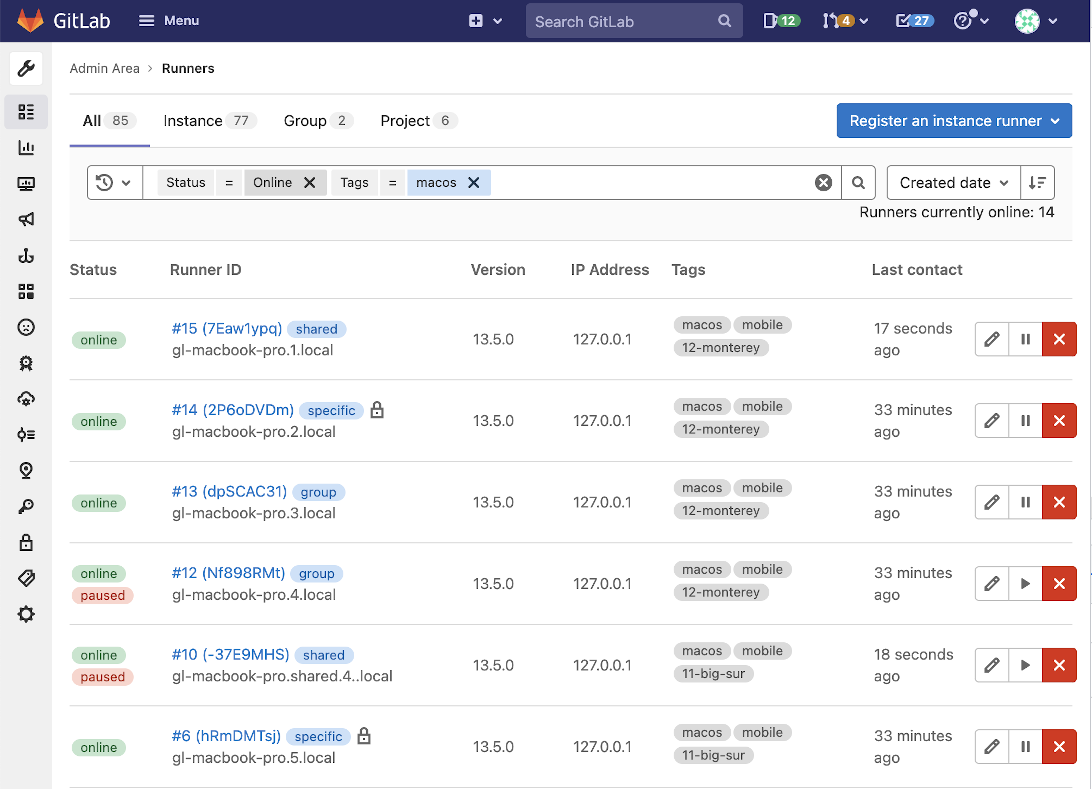 GitLab Menu Search GitLab 12 4 27
Admin Area › Runners
All 85 Instance 77 Group 2 Project 6 Register an instance runner
Status = Online Tags = macos Created date
Runners currently online: 14
Status Runner ID Version IP Address Tags Last contact
online #15 (7Eaw1ypq) shared gl-macbook-pro.1.local 13.5.0 127.0.0.1 macos mobile 12-monterey 17 seconds ago
online #14 (2P6oDVDm) specific gl-macbook-pro.2.local 13.5.0 127.0.0.1 macos mobile 12-monterey 33 minutes ago
online #13 (dpSCAC31) group gl-macbook-pro.3.local 13.5.0 127.0.0.1 macos mobile 12-monterey 33 minutes ago
online paused #12 (Nf898RMt) group gl-macbook-pro.4.local 13.5.0 127.0.0.1 macos mobile 12-monterey 33 minutes ago
online paused #10 (-37E9MHS) shared gl-macbook-pro.shared.4..local 13.5.0 127.0.0.1 macos mobile 11-big-sur 18 seconds ago
online #6 (hRmDMTsj) specific gl-macbook-pro.5.local 13.5.0 127.0.0.1 macos mobile 11-big-sur 33 minutes ago